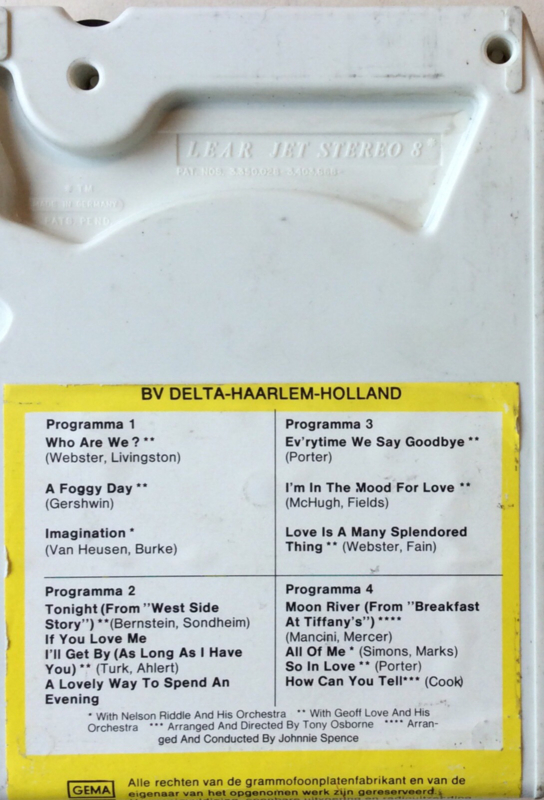 LEAR JET STEREO 8
PAT. NOS.
MADE IN GERMANY
PATS PEND
BV DELTA-HAARLEM-HOLLAND
Programma 1
Who Are We? **
(Webster, Livingston)
A Foggy Day **
(Gershwin)
Imagination *
(Van Heusen, Burke)
Programma 3
Ev'rytime We Say Goodbye **
(Porter)
I'm In The Mood For Love **
(McHugh, Fields)
Love Is A Many Splendored
Thing ** (Webster, Fain)
Programma 2
Tonight (From "West Side
Story") **(Bernstein, Sondheim)
If You Love Me
I'll Get By (As Long As I Have
You) ** (Turk, Ahlert)
A Lovely Way To Spend An
Evening
Programma 4
Moon River (From "Breakfast
At Tiffany's") ****
(Mancini, Mercer)
All Of Me * (Simons, Marks)
So In Love ** (Porter)
How Can You Tell*** (Cook)
* With Nelson Riddle And His Orchestra ** With Geoff Love And His
Orchestra *** Arranged And Directed By Tony Osborne **** Arran-
ged And Conducted By Johnnie Spence
GEMA
Alle rechten van de grammofoonplatenfabrikant en van de
eigenaar van het opgenomen werk zijn gereserveerd